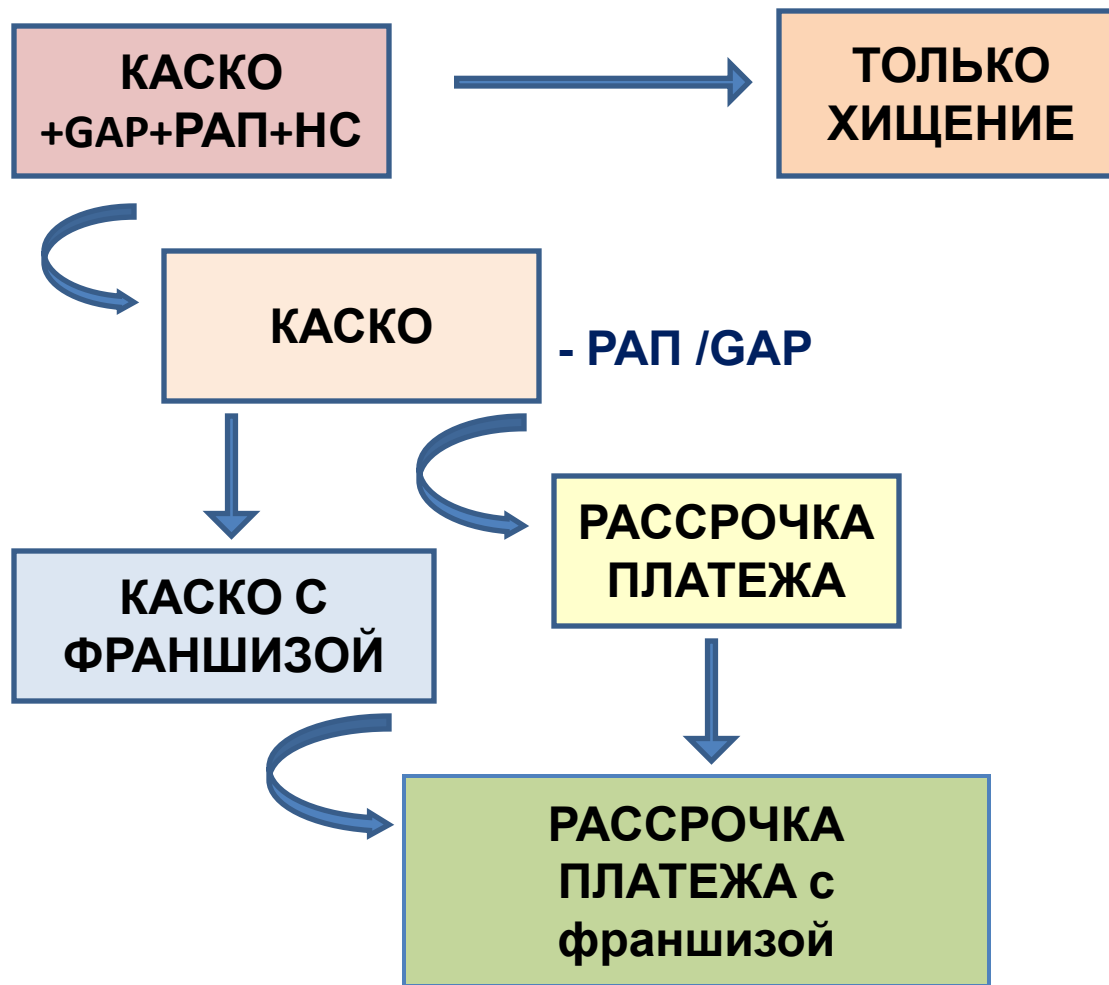 КАСКО
+GAP+РАП+НС
ТОЛЬКО
ХИЩЕНИЕ
КАСКО
- РАП /GAP
РАССРОЧКА
ПЛАТЕЖА
КАСКО С
ФРАНШИЗОЙ
РАССРОЧКА
ПЛАТЕЖА с
франшизой